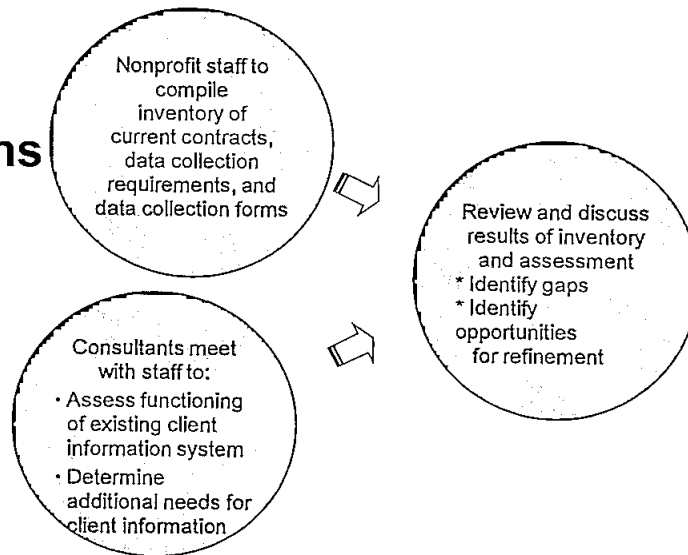 Nonprofit staff to
compile
inventory of
current contracts,
data collection
requirements, and
data collection forms
Consultants meet
with staff to:
· Assess functioning
of existing client
information system
· Determine
additional needs for
client information
Review and discuss
results of inventory
and assessment
* Identify gaps
* Identify
opportunities
for refinement